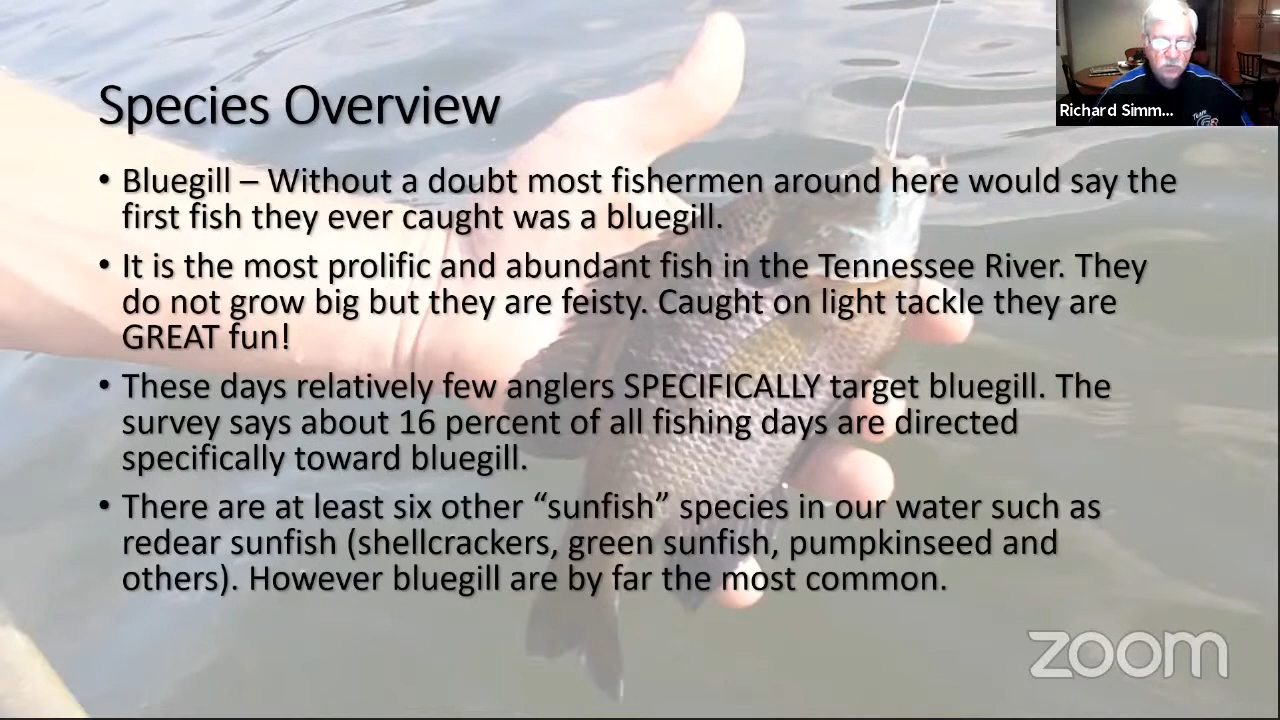 Richard Simm...
Species Overview
• Bluegill – Without a doubt most fishermen around here would say the
first fish they ever caught was a bluegill.
• It is the most prolific and abundant fish in the Tennessee River. They
do not grow big but they are feisty. Caught on light tackle they are
GREAT fun!
• These days relatively few anglers SPECIFICALLY target bluegill. The
survey says about 16 percent of all fishing days are directed
specifically toward bluegill.
• There are at least six other “sunfish” species in our water such as
redear sunfish (shellcrackers, green sunfish, pumpkinseed and
others). However bluegill are by far the most common.
zoom